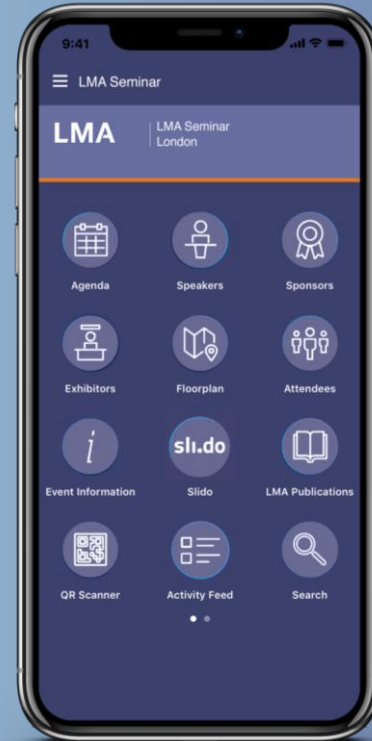 9:41
LMA Seminar
LMA
LMA Seminar
London
Agenda
Speakers
Sponsors
Exhibitors
Floorplan
Attendees
i
sli.do
Event Information
Slido
LMA Publications
QR Scanner
Activity Feed
Search